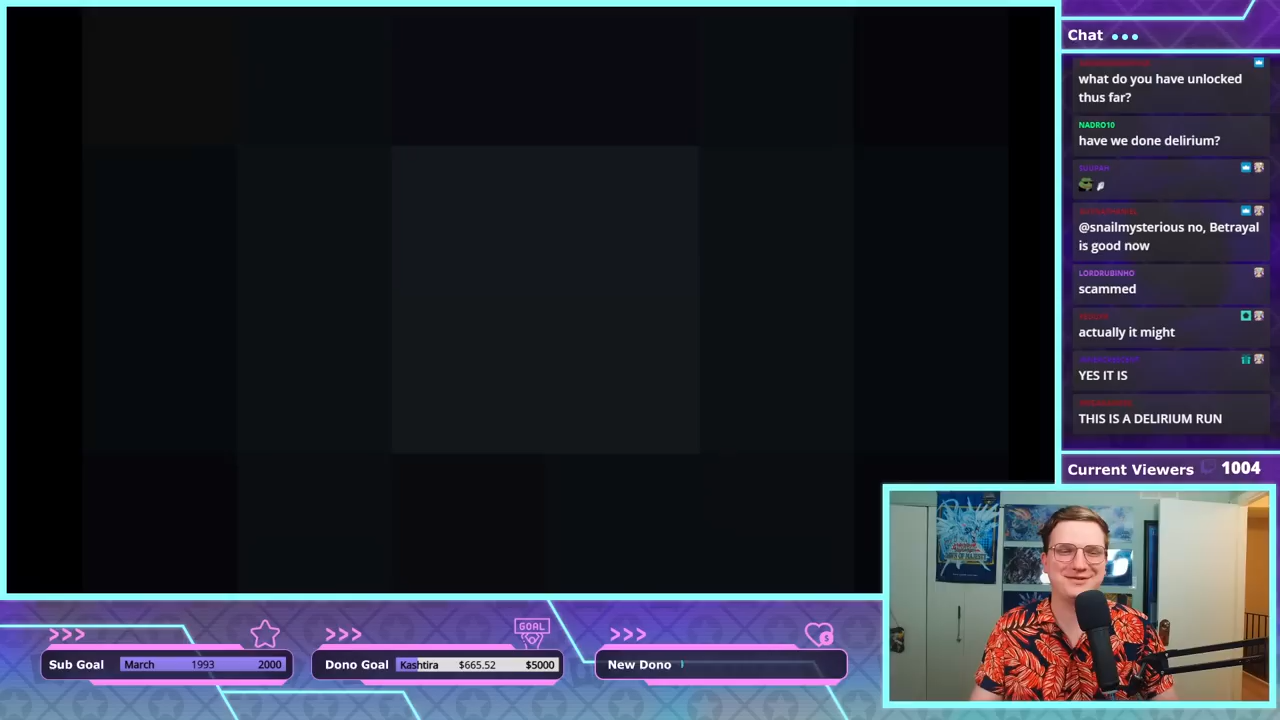 Chat
what do you have unlocked
thus far?
NADRO10
have we done delirium?
SUUPAH
@snailmysterious no, Betrayal
is good now
LORDRUBINHO
scammed
actually it might
YES IT IS
THIS IS A DELIRIUM RUN
Current Viewers 1004
GOAL
Sub Goal March 1993 2000
Dono Goal Kashtira $665.52 $5000
New Dono